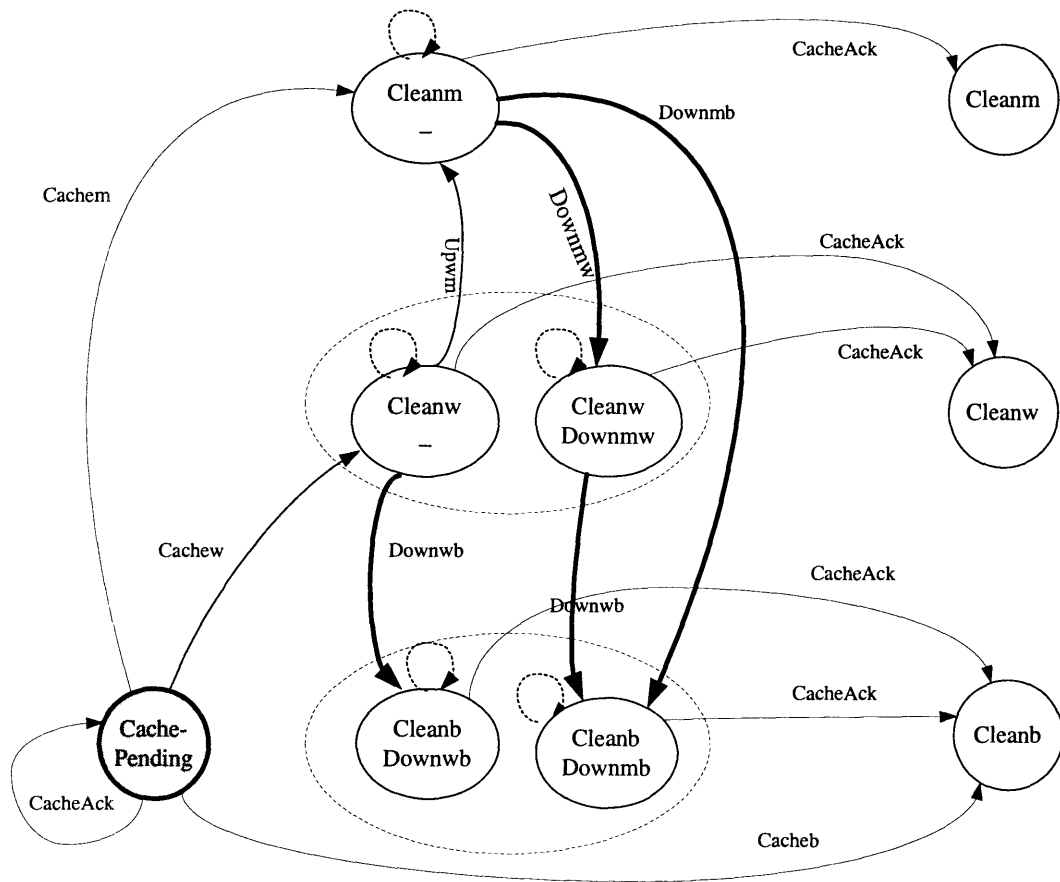 CacheAck
Cleanm
–
Cleanm
Downmb
Cachem
Upwm
Downmw
CacheAck
CacheAck
Cleanw
–
Cleanw
Downmw
Cleanw
Cachew
Downwb
CacheAck
Downwb
CacheAck
Cache-
Pending
Cleanb
Downwb
Cleanb
Downmb
Cleanb
CacheAck
Cacheb